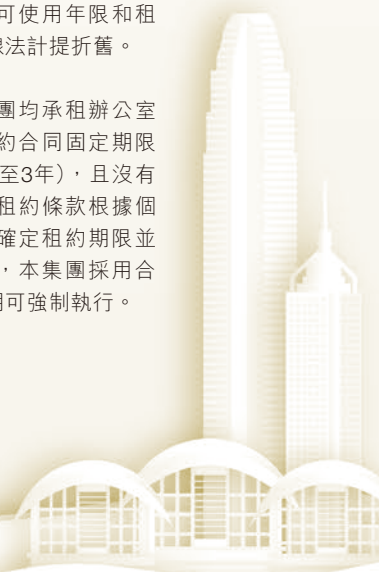 可使用年限和租
線法計提折舊。
團均承租辦公室
約合同固定期限
至3年），且沒有
租約條款根據個
確定租約期限並
，本集團採用合
可強制執行。